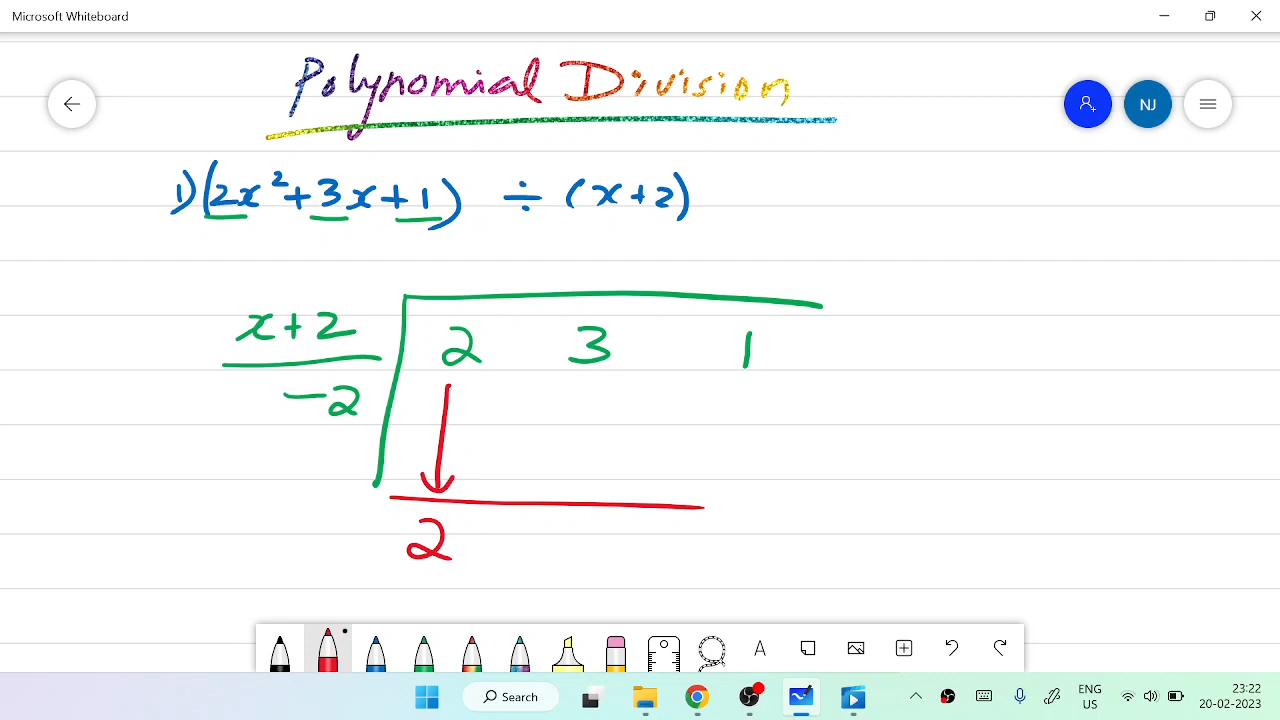 Microsoft Whiteboard
Polynomial Division
NJ
1) (2x² + 3x + 1) ÷ (x + 2)
x + 2 2 3 1
-2
2
A
Search
ENG
US
23:22
20-02-2023